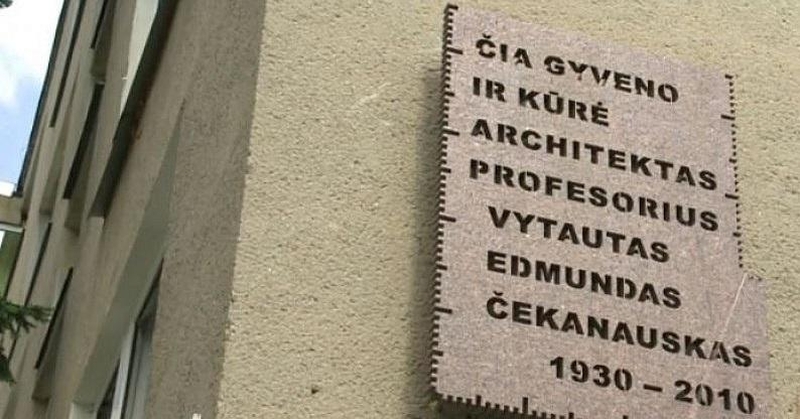 ČIA GYVENO
IR KŪRĖ
ARCHITEKTAS
PROFESORIUS
VYTAUTAS
EDMUNDAS
ČEKANAUSKAS
1930 – 2010